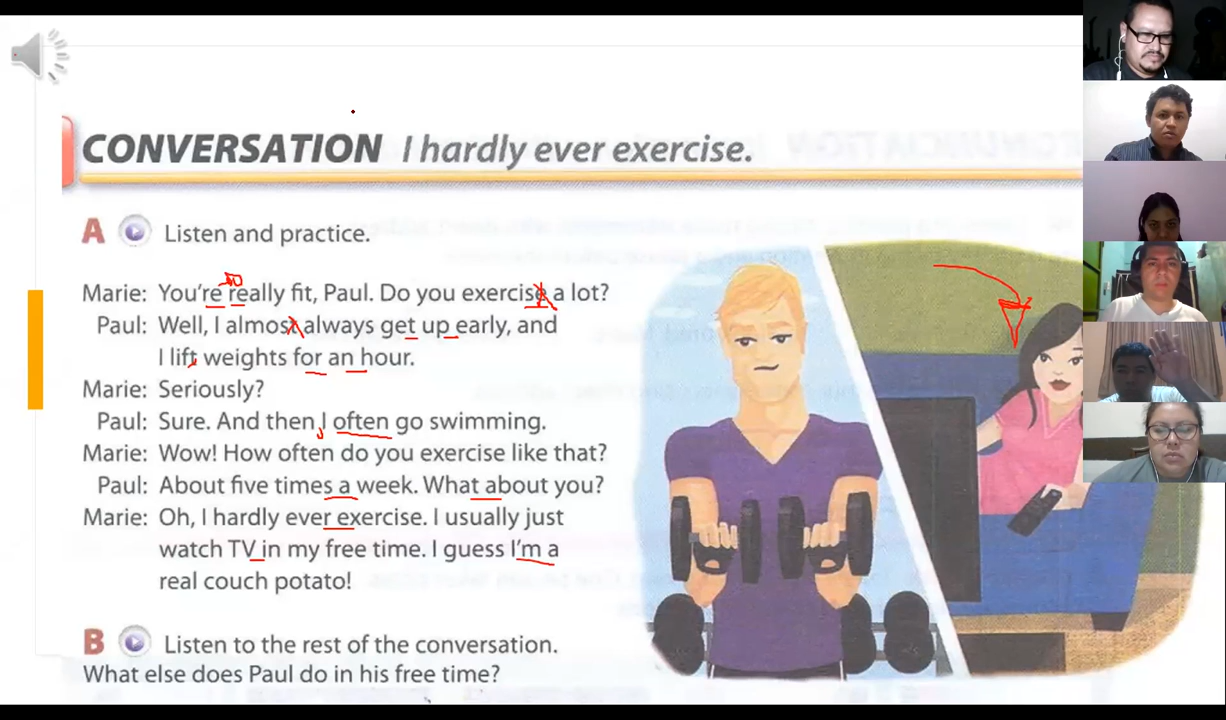 CONVERSATION I hardly ever exercise.
A Listen and practice.
Marie: You're really fit, Paul. Do you exercise a lot?
Paul: Well, I almost always get up early, and
I lift weights for an hour.
Marie: Seriously?
Paul: Sure. And then I often go swimming.
Marie: Wow! How often do you exercise like that?
Paul: About five times a week. What about you?
Marie: Oh, I hardly ever exercise. I usually just
watch TV in my free time. I guess I'm a
real couch potato!
B Listen to the rest of the conversation.
What else does Paul do in his free time?